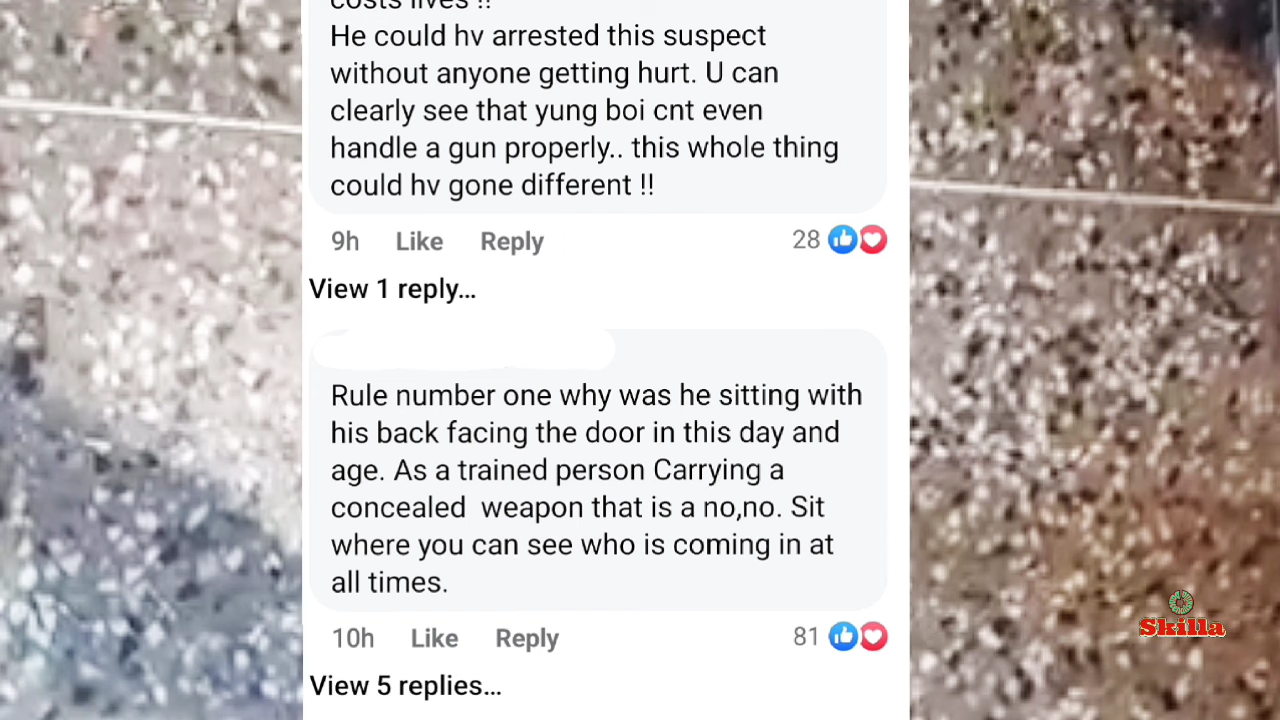 costs lives !!
He could hv arrested this suspect
without anyone getting hurt. U can
clearly see that yung boi cnt even
handle a gun properly.. this whole thing
could hv gone different !!
9h Like Reply 28
View 1 reply...
Rule number one why was he sitting with
his back facing the door in this day and
age. As a trained person Carrying a
concealed weapon that is a no,no. Sit
where you can see who is coming in at
all times.
10h Like Reply 81
View 5 replies...
Skilla